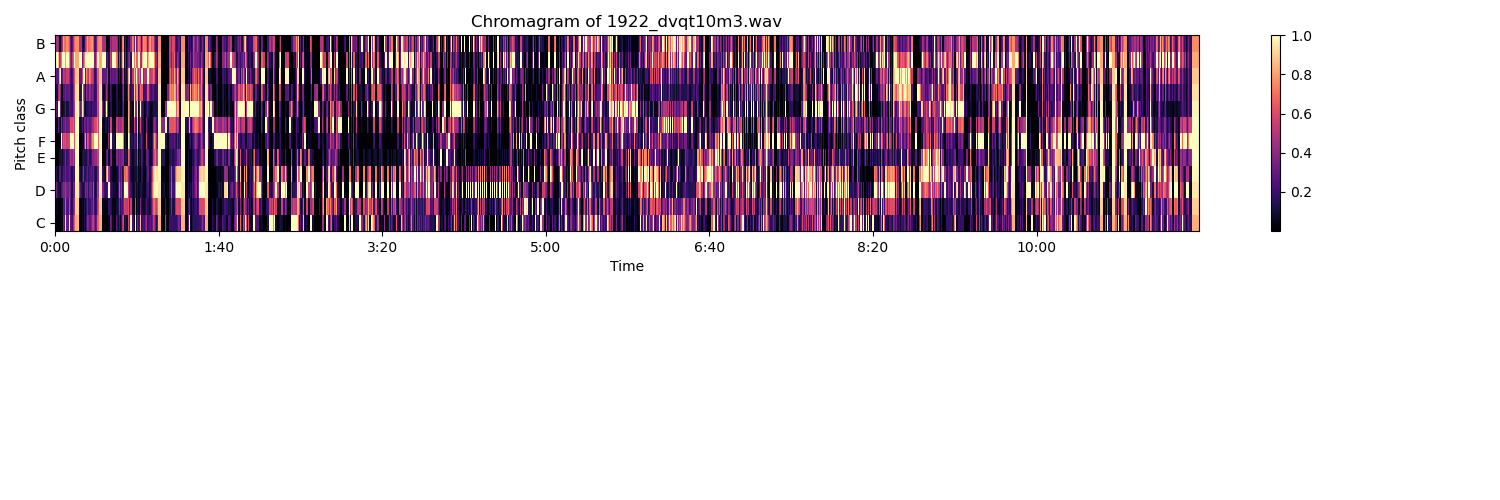 Chromagram of 1922_dvqt10m3.wav
Pitch class
B
A
G
F
E
D
C
0:00 1:40 3:20 5:00 6:40 8:20 10:00
Time
1.0
0.8
0.6
0.4
0.2